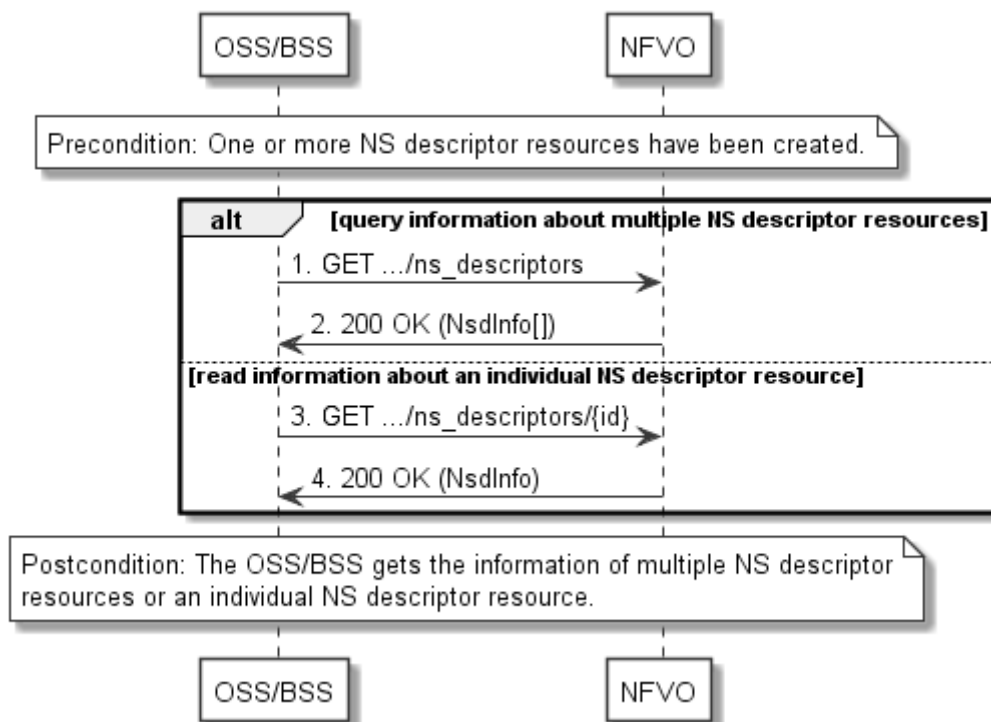 OSS/BSS
NFVO
Precondition: One or more NS descriptor resources have been created.
alt
[query information about multiple NS descriptor resources]
1. GET .../ns_descriptors
2. 200 OK (NsdInfo[])
[read information about an individual NS descriptor resource]
3. GET .../ns_descriptors/{id}
4. 200 OK (NsdInfo)
Postcondition: The OSS/BSS gets the information of multiple NS descriptor
resources or an individual NS descriptor resource.
OSS/BSS
NFVO